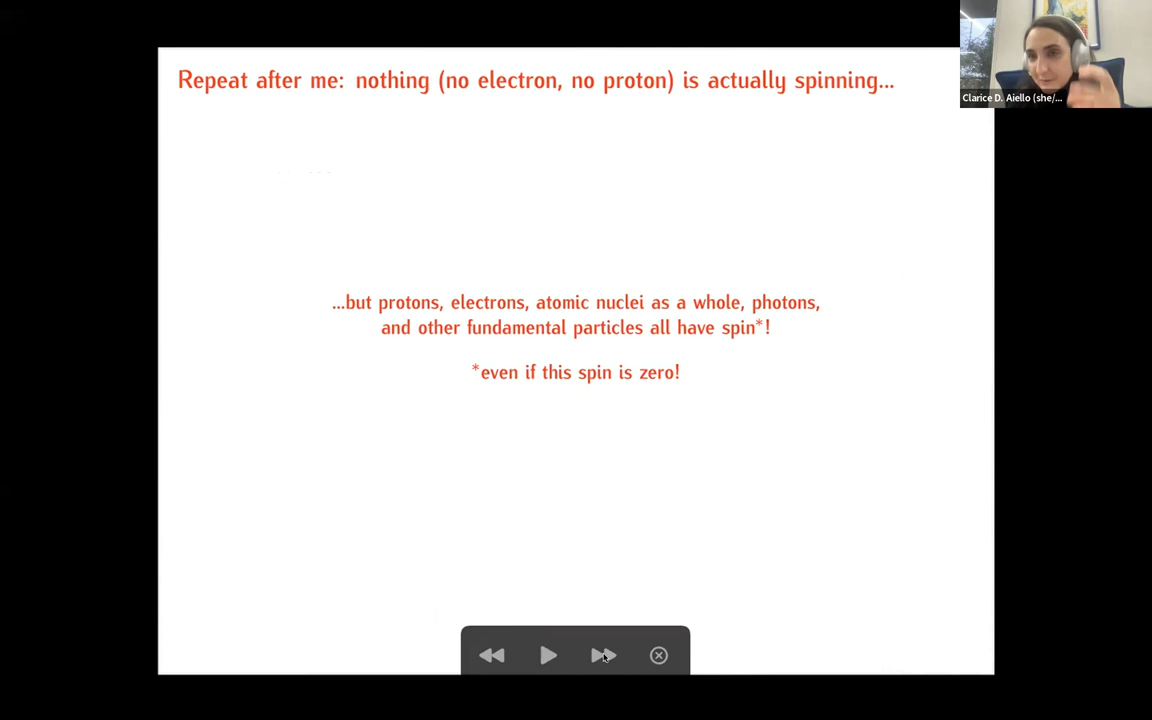 Repeat after me: nothing (no electron, no proton) is actually spinning...
Clarice D. Aiello (she/...
...but protons, electrons, atomic nuclei as a whole, photons,
and other fundamental particles all have spin*!
*even if this spin is zero!